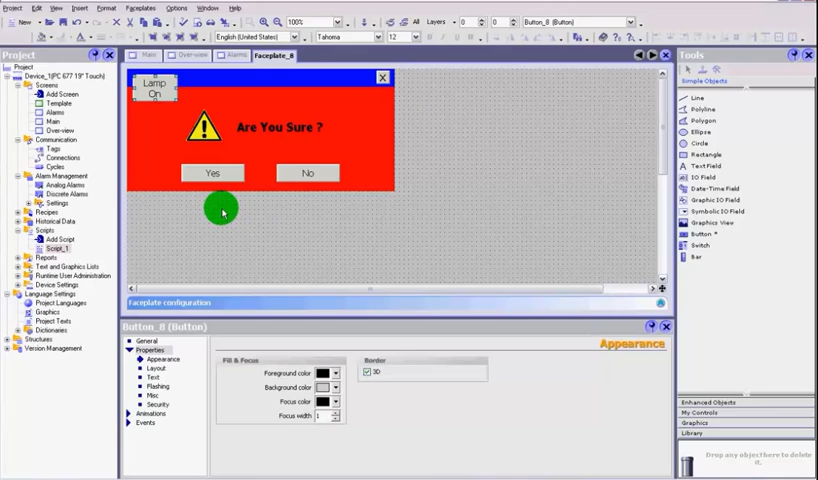 Project Edit View Insert Format Faceplates Options Window Help
New 100% Layers 0 0 Button_8 (Button)
English (United States) Tahoma 12
Project
Project
Device_1(PC 677 19" Touch)
Screens
Add Screen
Template
Alarms
Main
Over-view
Communication
Tags
Connections
Cycles
Alarm Management
Analog Alarms
Discrete Alarms
Settings
Recipes
Historical Data
Scripts
Add Script
Script_1
Reports
Text and Graphics Lists
Runtime User Administration
Device Settings
Language Settings
Project Languages
Graphics
Project Texts
Dictionaries
Structures
Version Management
Main Over-view Alarms Faceplate_8
X
Lamp
On
Are You Sure ?
Yes No
Faceplate configuration
Button_8 (Button)
General
Properties
Appearance
Layout
Text
Flashing
Misc
Security
Animations
Events
Appearance
Fill & Focus
Foreground color
Background color
Focus color
Focus width 1
Border
3D
Tools
Simple Objects
Line
Polyline
Polygon
Ellipse
Circle
Rectangle
Text Field
IO Field
Date-Time Field
Graphic IO Field
Symbolic IO Field
Graphics View
Button *
Switch
Bar
Enhanced Objects
My Controls
Graphics
Library
Drop any object here to delete
it.